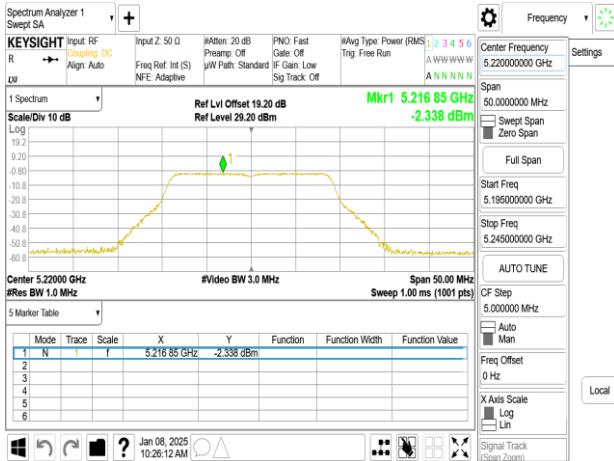 Spectrum Analyzer 1
Swept SA
Frequency
KEYSIGHT
R
Input: RF
Coupling: DC
Align: Auto
Input Z: 50 Ω
Freq Ref: Int (S)
NFE: Adaptive
#Atten: 20 dB
Preamp: Off
µW Path: Standard
PNO: Fast
Gate: Off
IF Gain: Low
Sig Track: Off
#Avg Type: Power (RMS
Trig: Free Run
1 2 3 4 5 6
A W W W W W
A N N N N N
1 Spectrum
Scale/Div 10 dB
Log
Ref Lvl Offset 19.20 dB
Ref Level 29.20 dBm
Mkr1 5.216 85 GHz
-2.338 dBm
1
19.2
9.20
-0.80
-10.8
-20.8
-30.8
-40.8
-50.8
-60.8
Center 5.22000 GHz
#Video BW 3.0 MHz
Span 50.00 MHz
#Res BW 1.0 MHz
Sweep 1.00 ms (1001 pts)
5 Marker Table
Mode Trace Scale X Y Function Function Width Function Value
1 N 1 f 5.216 85 GHz -2.338 dBm
2
3
4
5
6
Jan 08, 2025
10:26:12 AM
Center Frequency
5.220000000 GHz
Settings
Span
50.0000000 MHz
Swept Span
Zero Span
Full Span
Start Freq
5.195000000 GHz
Stop Freq
5.245000000 GHz
AUTO TUNE
CF Step
5.000000 MHz
Auto
Man
Freq Offset
0 Hz
Local
X Axis Scale
Log
Lin
Signal Track
(Span Zoom)